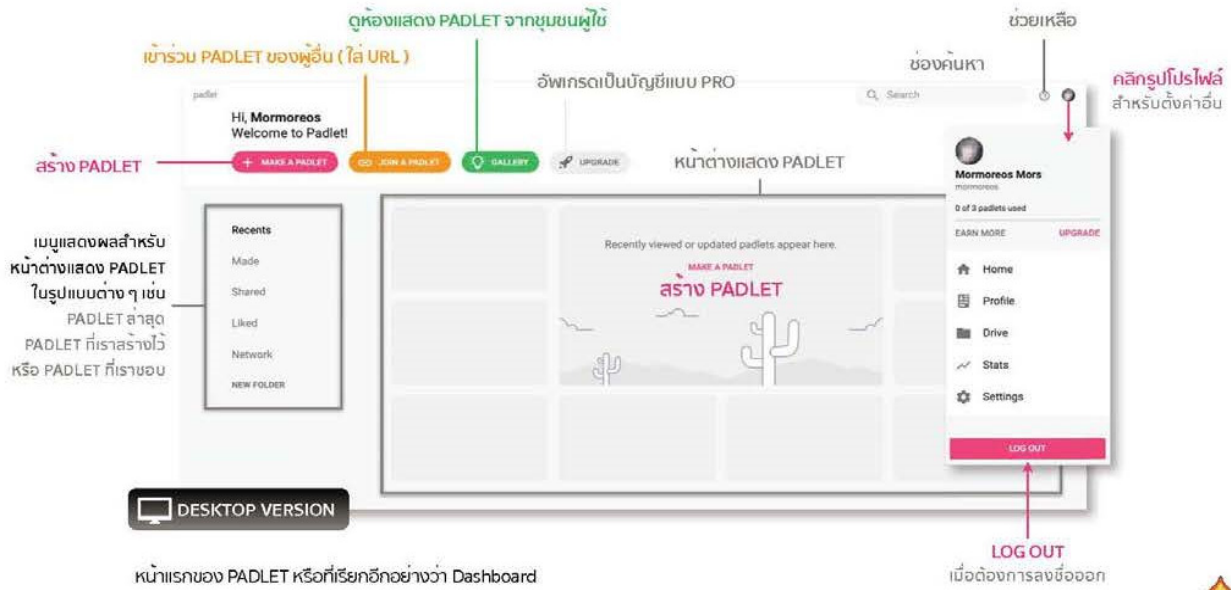 ดูห้องแสดง PADLET จากชุมชนผู้ใช้
ช่วยเหลือ
เข้าร่วม PADLET ของผู้อื่น ( ใส่ URL )
อัพเกรดเป็นบัญชีแบบ PRO
ช่องค้นหา
คลิกรูปโปรไฟล์
สำหรับตั้งค่าอื่น
padlet
Search
Hi, Mormoreos
Welcome to Padlet!
สร้าง PADLET
MAKE A PADLET
JOIN A PADLET
GALLERY
UPGRADE
หน้าต่างแสดง PADLET
Mormoreos Mors
mormoreos
0 of 3 padlets used
EARN MORE
UPGRADE
Home
Profile
Drive
Stats
Settings
LOG OUT
เมนูแสดงผลสำหรับ
หน้าต่างแสดง PADLET
ในรูปแบบต่าง ๆ เช่น
PADLET ล่าสุด
PADLET ที่เราสร้างไว้
หรือ PADLET ที่เราชอบ
Recents
Made
Shared
Liked
Network
NEW FOLDER
Recently viewed or updated padlets appear here.
MAKE A PADLET
สร้าง PADLET
DESKTOP VERSION
LOG OUT
เมื่อต้องการลงชื่อออก
หน้าแรกของ PADLET หรือที่เรียกอีกอย่างว่า Dashboard